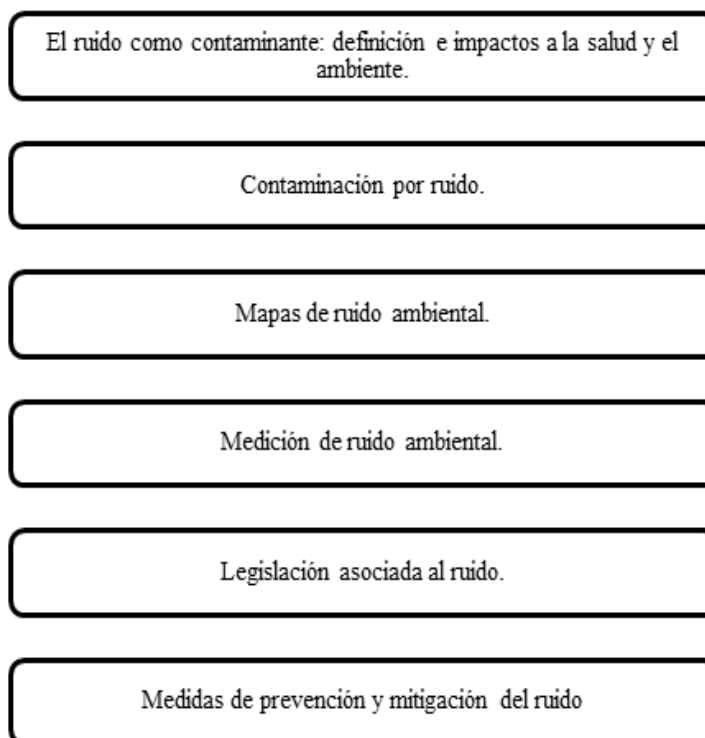 El ruido como contaminante: definición e impactos a la salud y el
ambiente.
Contaminación por ruido.
Mapas de ruido ambiental.
Medición de ruido ambiental.
Legislación asociada al ruido.
Medidas de prevención y mitigación del ruido